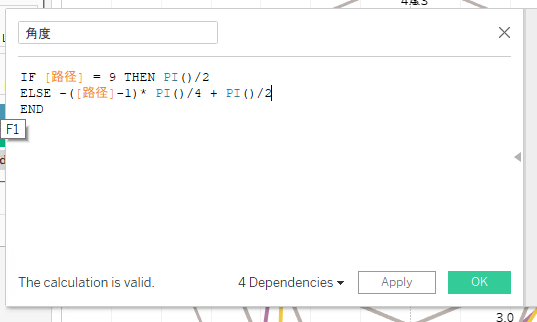 角度
IF [路径] = 9 THEN PI()/2
ELSE -([路径]-1)* PI()/4 + PI()/2
END
F1
The calculation is valid.
4 Dependencies
Apply
OK
3.0